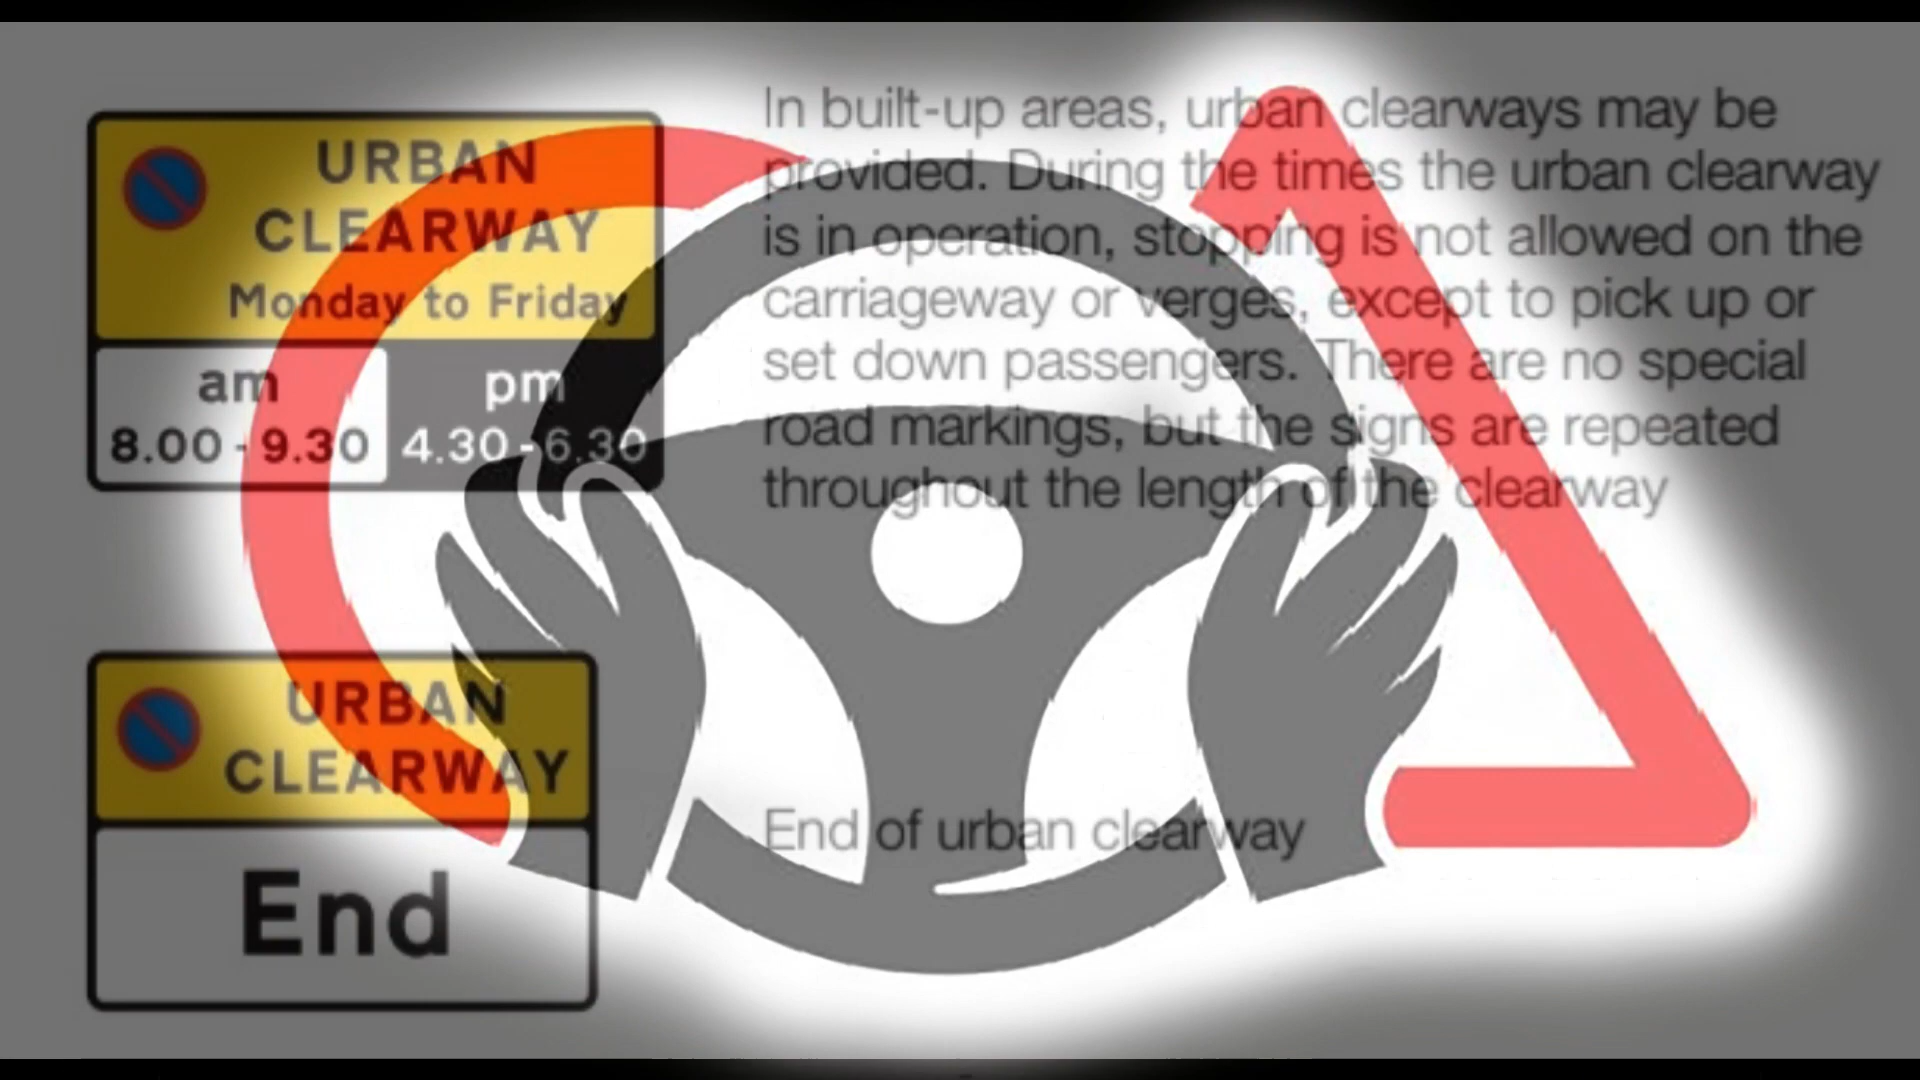 URBAN
CLEARWAY
Monday to Friday
am
8.00 - 9.30
pm
4.30 - 6.30
In built-up areas, urban clearways may be
provided. During the times the urban clearway
is in operation, stopping is not allowed on the
carriageway or verges, except to pick up or
set down passengers. There are no special
road markings, but the signs are repeated
throughout the length of the clearway
URBAN
CLEARWAY
End
End of urban clearway